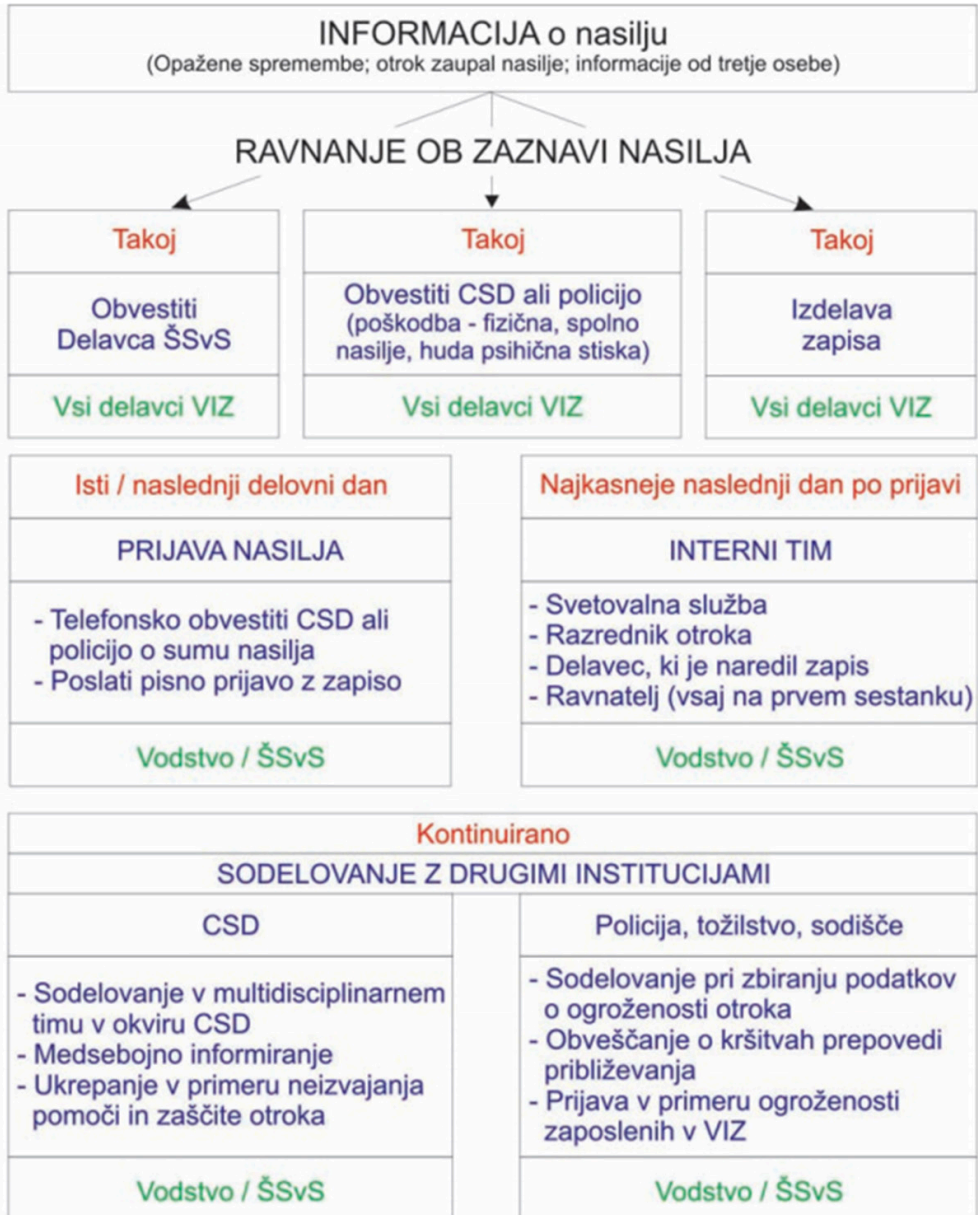 INFORMACIJA o nasilju
(Opažene spremembe; otrok zaupal nasilje; informacije od tretje osebe)
RAVNANJE OB ZAZNAVI NASILJA
Takoj
Obvestiti
Delavca ŠSvS
Vsi delavci VIZ
Takoj
Obvestiti CSD ali policijo
(poškodba - fizična, spolno
nasilje, huda psihična stiska)
Vsi delavci VIZ
Takoj
Izdelava
zapisa
Vsi delavci VIZ
Isti / naslednji delovni dan
PRIJAVA NASILJA
- Telefonsko obvestiti CSD ali
policijo o sumu nasilja
- Poslati pisno prijavo z zapiso
Vodstvo / ŠSvS
Najkasneje naslednji dan po prijavi
INTERNI TIM
- Svetovalna služba
- Razrednik otroka
- Delavec, ki je naredil zapis
- Ravnatelj (vsaj na prvem sestanku)
Vodstvo / ŠSvS
Kontinuirano
SODELOVANJE Z DRUGIMI INSTITUCIJAMI
CSD
- Sodelovanje v multidisciplinarnem
timu v okviru CSD
- Medsebojno informiranje
- Ukrepanje v primeru neizvajanja
pomoči in zaščite otroka
Vodstvo / ŠSvS
Policija, tožilstvo, sodišče
- Sodelovanje pri zbiranju podatkov
o ogroženosti otroka
- Obveščanje o kršitvah prepovedi
približevanja
- Prijava v primeru ogroženosti
zaposlenih v VIZ
Vodstvo / ŠSvS